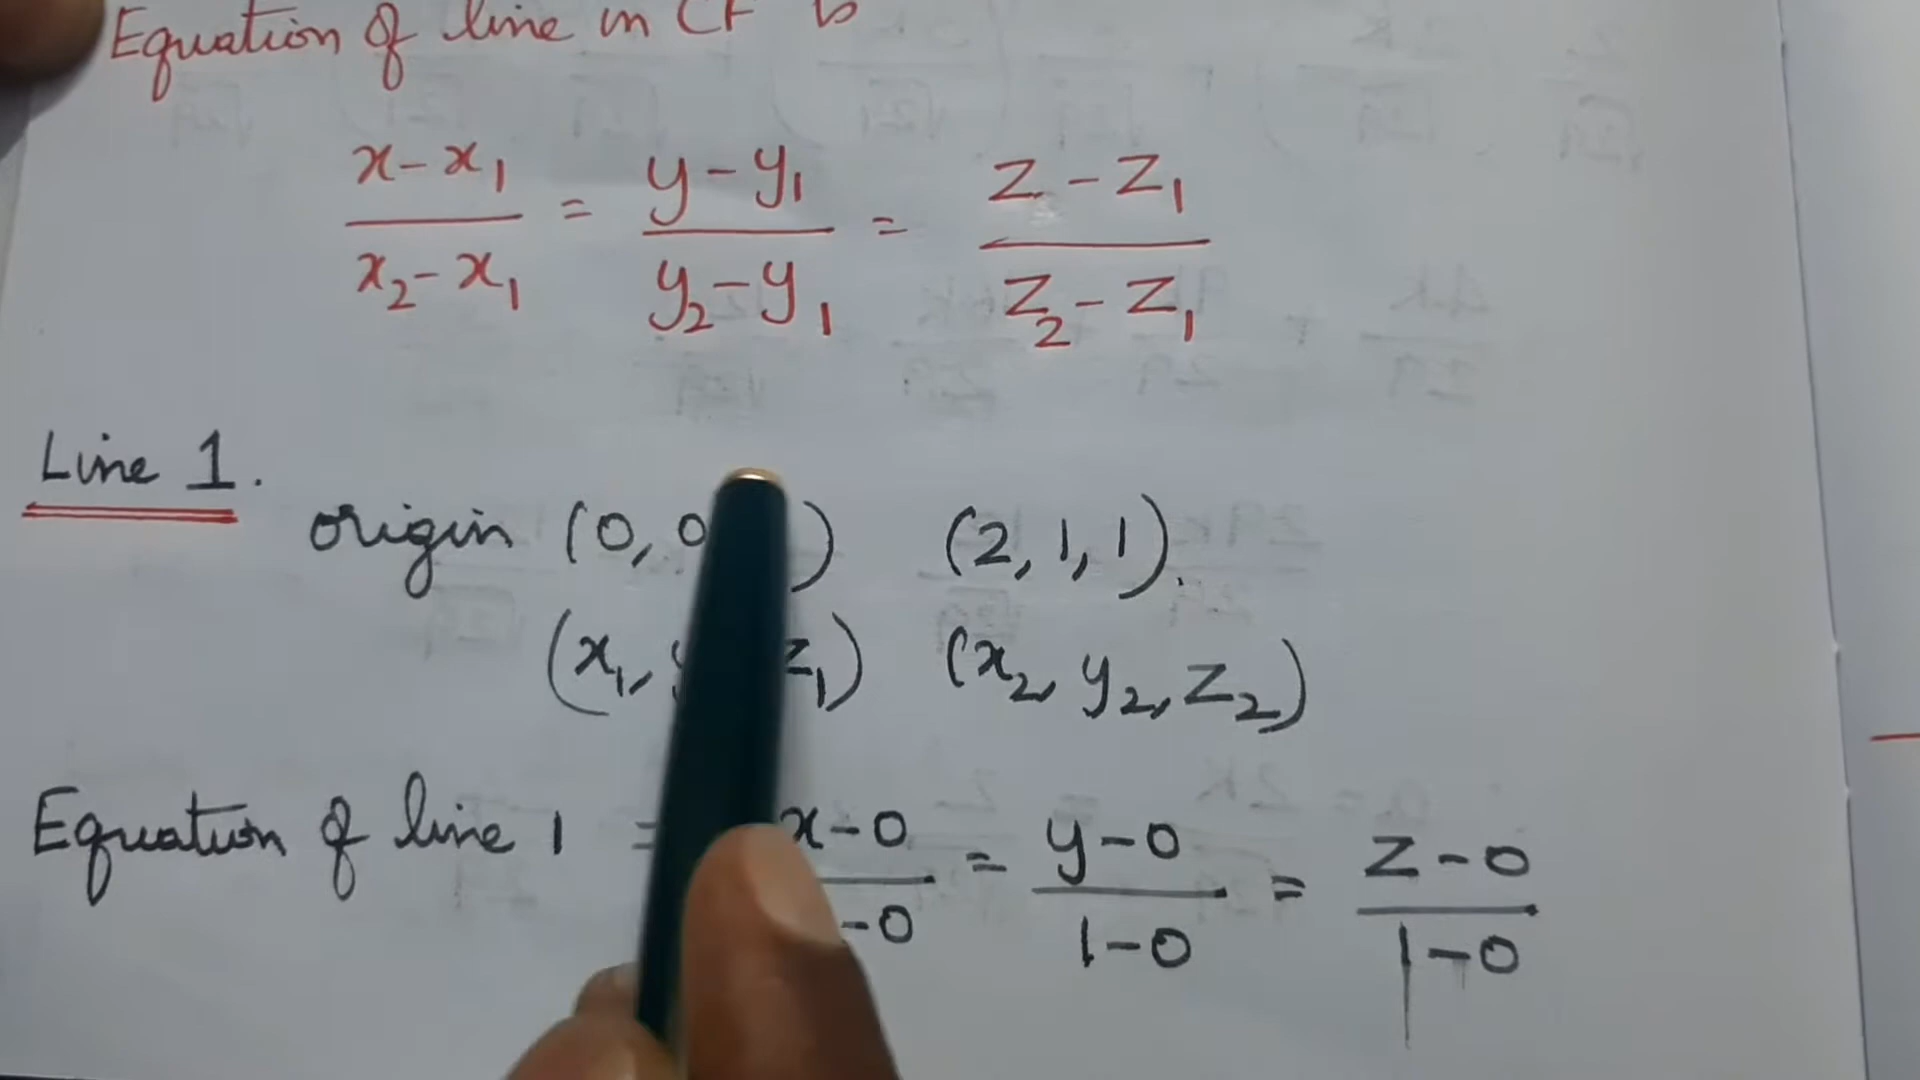 Equation of line in CF is
x-x₁/x₂-x₁ = y-y₁/y₂-y₁ = z-z₁/z₂-z₁
Line 1.
origin (0, 0 ) (2, 1, 1).
(x₁, z₁) (x₂, y₂, z₂)
Equation of line 1 = x-0/-0 = y-0/1-0 = z-0/1-0